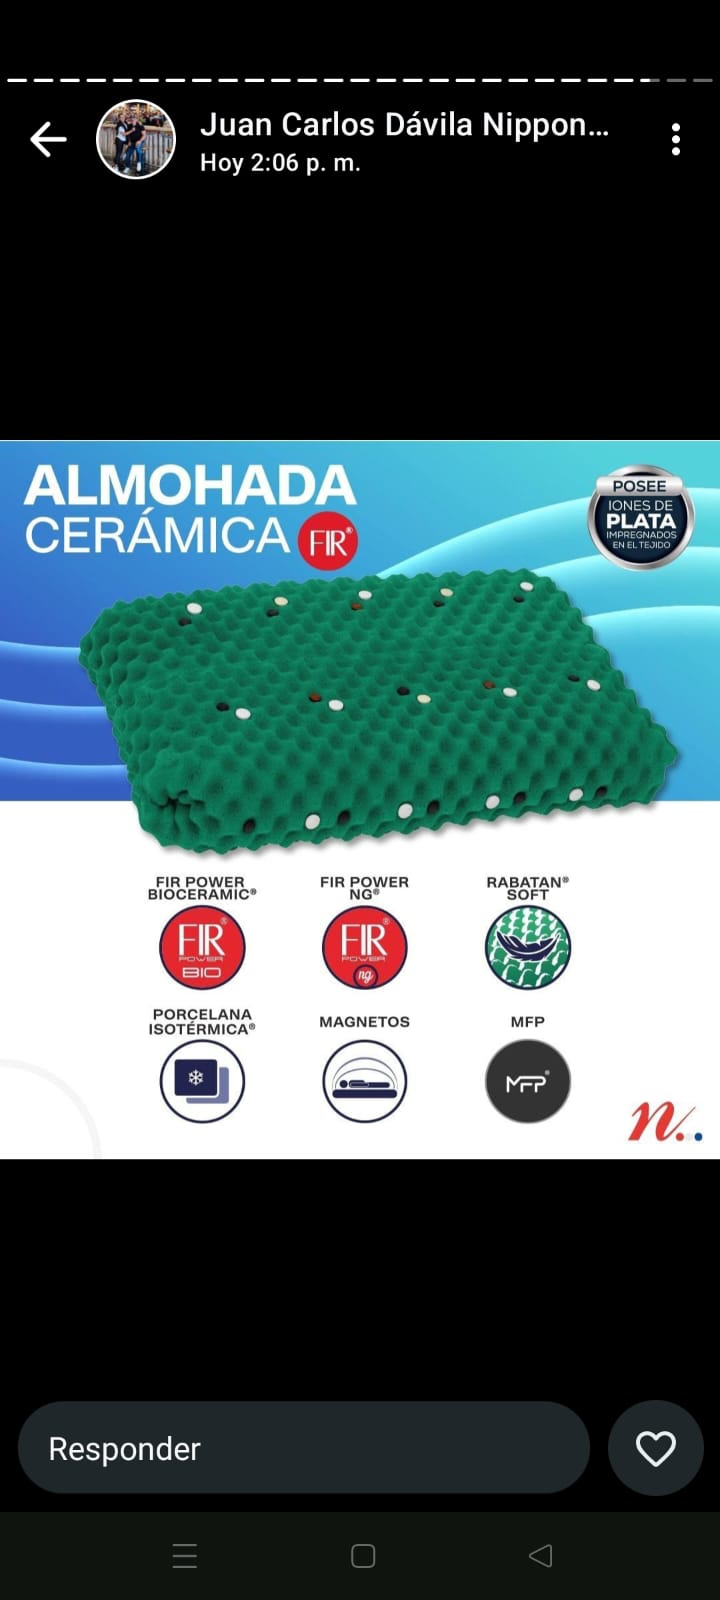 Juan Carlos Dávila Nippon...
Hoy 2:06 p. m.
ALMOHADA
CERÁMICA FIR®
POSEE
IONES DE
PLATA
IMPREGNADOS
EN EL TEJIDO
FIR POWER
BIOCERAMIC®
FIR®
POWER
BIO
FIR POWER
NG®
FIR®
POWER
ng
RABATAN®
SOFT
PORCELANA
ISOTÉRMICA®
MAGNETOS
MFP
MFP®
n
Responder